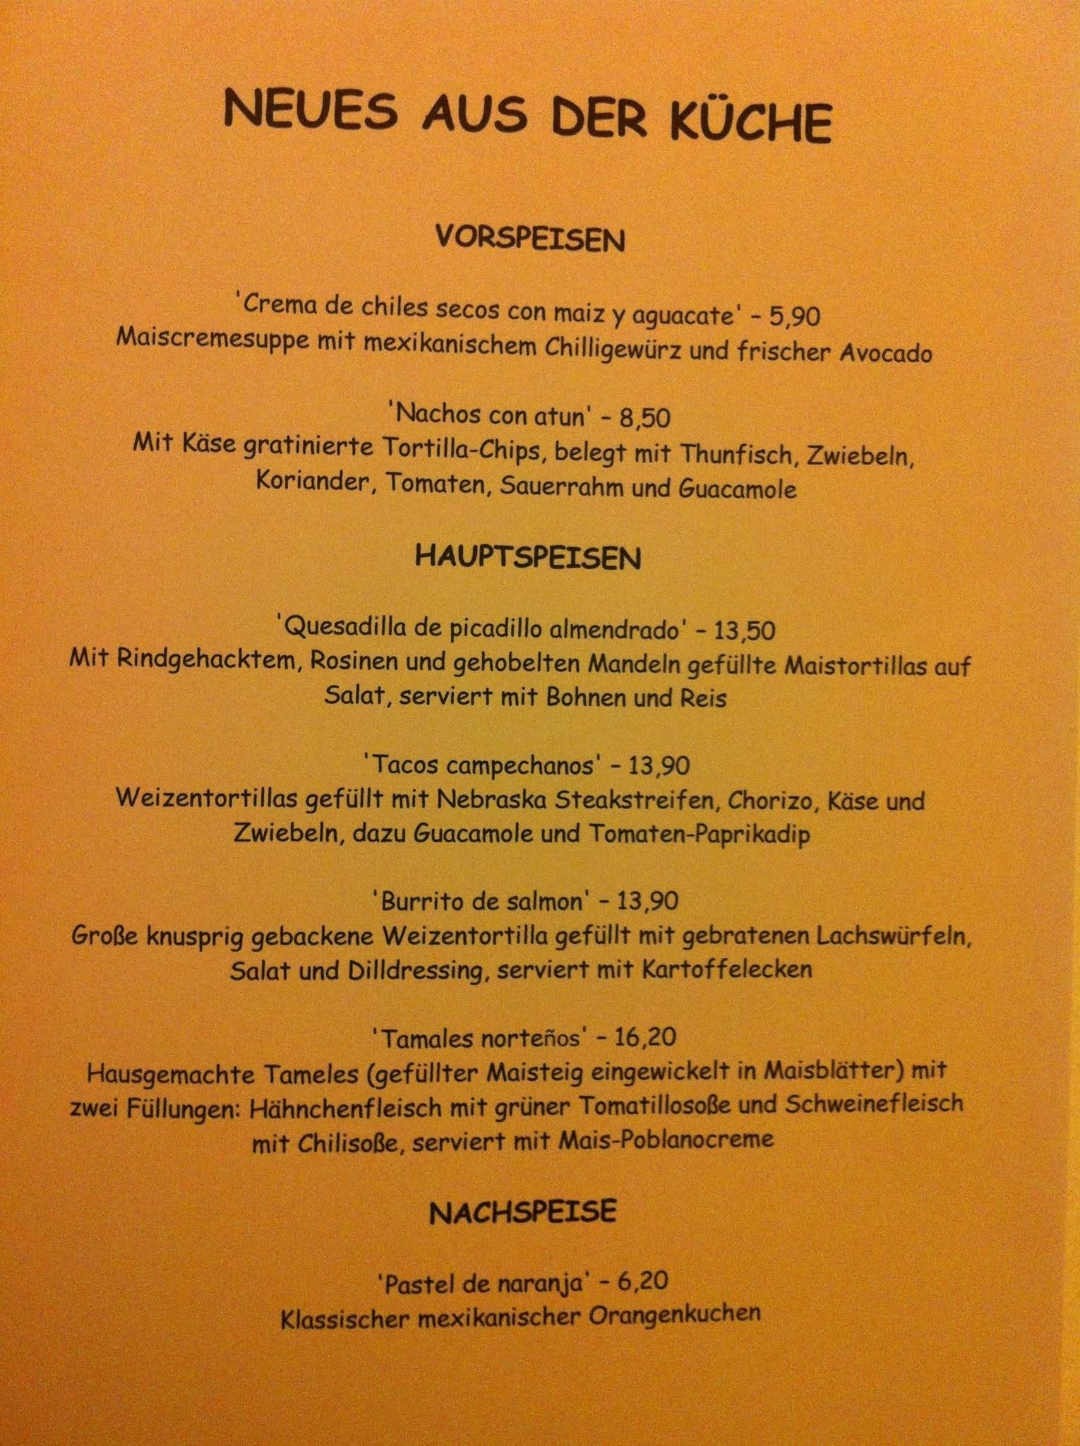 NEUES AUS DER KÜCHE
VORSPEISEN
'Crema de chiles secos con maiz y aguacate' - 5,90
Maiscremesuppe mit mexikanischem Chilligewürz und frischer Avocado
'Nachos con atun' - 8,50
Mit Käse gratinierte Tortilla-Chips, belegt mit Thunfisch, Zwiebeln,
Koriander, Tomaten, Sauerrahm und Guacamole
HAUPTSPEISEN
'Quesadilla de picadillo almendrado' - 13,50
Mit Rindgehacktem, Rosinen und gehobelten Mandeln gefüllte Maistortillas auf
Salat, serviert mit Bohnen und Reis
'Tacos campechanos' - 13,90
Weizentortillas gefüllt mit Nebraska Steakstreifen, Chorizo, Käse und
Zwiebeln, dazu Guacamole und Tomaten-Paprikadip
'Burrito de salmon' - 13,90
Große knusprig gebackene Weizentortilla gefüllt mit gebratenen Lachswürfeln,
Salat und Dilldressing, serviert mit Kartoffelecken
'Tamales norteños' - 16,20
Hausgemachte Tameles (gefüllter Maisteig eingewickelt in Maisblätter) mit
zwei Füllungen: Hähnchenfleisch mit grüner Tomatillosoße und Schweinefleisch
mit Chilisoße, serviert mit Mais-Poblanocreme
NACHSPEISE
'Pastel de naranja' - 6,20
Klassischer mexikanischer Orangenkuchen